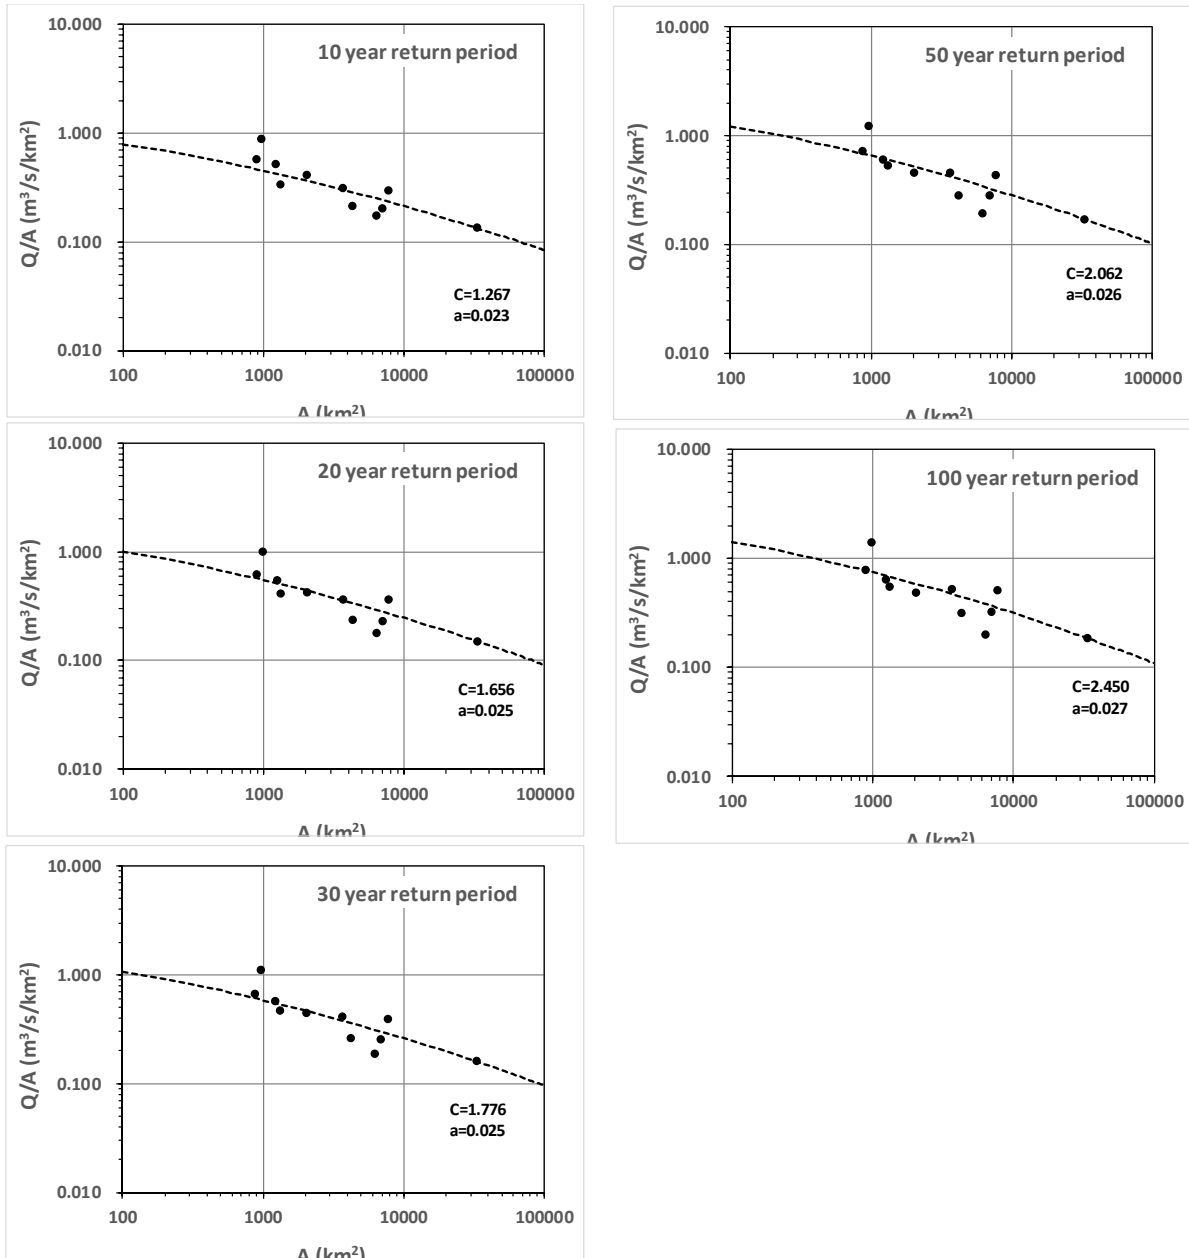 10.000
10 year return period
1.000
0.100
0.010
Q/A (m³/s/km²)
C=1.267
a=0.023
100 1000 10000 100000
A (km²)
10.000
50 year return period
1.000
0.100
0.010
Q/A (m³/s/km²)
C=2.062
a=0.026
100 1000 10000 100000
A (km²)
10.000
20 year return period
1.000
0.100
0.010
Q/A (m³/s/km²)
C=1.656
a=0.025
100 1000 10000 100000
A (km²)
10.000
100 year return period
1.000
0.100
0.010
Q/A (m³/s/km²)
C=2.450
a=0.027
100 1000 10000 100000
A (km²)
10.000
30 year return period
1.000
0.100
0.010
Q/A (m³/s/km²)
C=1.776
a=0.025
100 1000 10000 100000
A (km²)